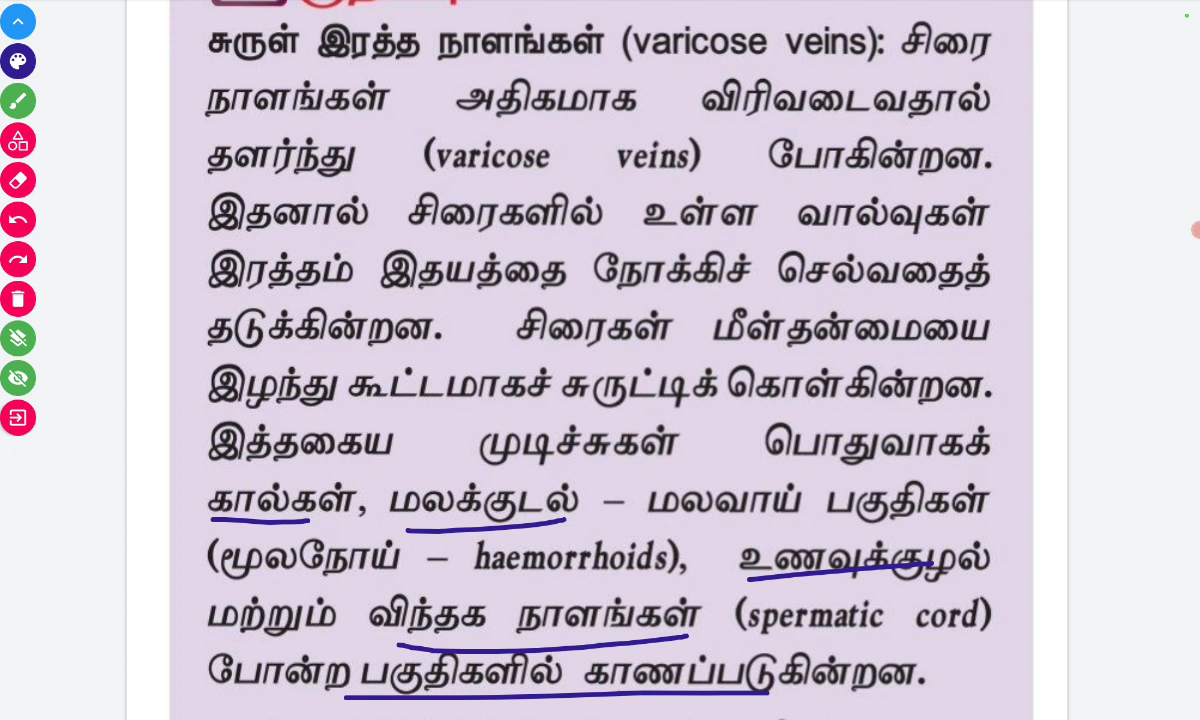 சுருள் இரத்த நாளங்கள் (varicose veins): சிரை
நாளங்கள் அதிகமாக விரிவடைவதால்
தளர்ந்து (varicose veins) போகின்றன.
இதனால் சிரைகளில் உள்ள வால்வுகள்
இரத்தம் இதயத்தை நோக்கிச் செல்வதைத்
தடுக்கின்றன. சிரைகள் மீள்தன்மையை
இழந்து கூட்டமாகச் சுருட்டிக் கொள்கின்றன.
இத்தகைய முடிச்சுகள் பொதுவாகக்
கால்கள், மலக்குடல் – மலவாய் பகுதிகள்
(மூலநோய் – haemorrhoids), உணவுக்குழல்
மற்றும் விந்தக நாளங்கள் (spermatic cord)
போன்ற பகுதிகளில் காணப்படுகின்றன.